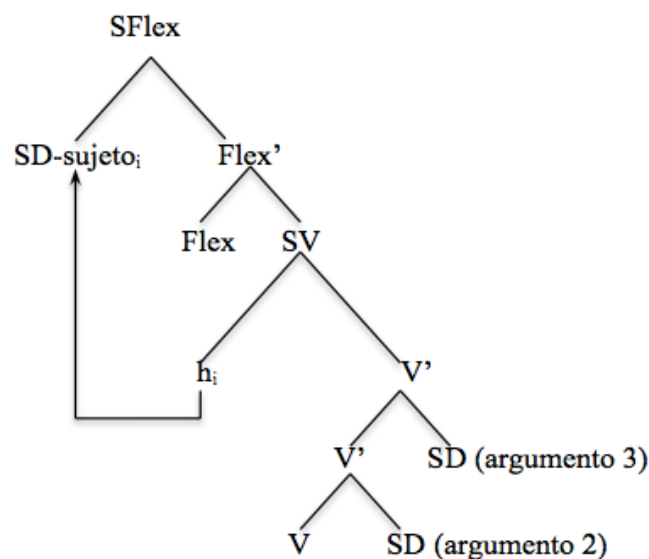 SFlex
SD-sujetoᵢ Flex’
Flex SV
hᵢ V’
V’ SD (argumento 3)
V SD (argumento 2)